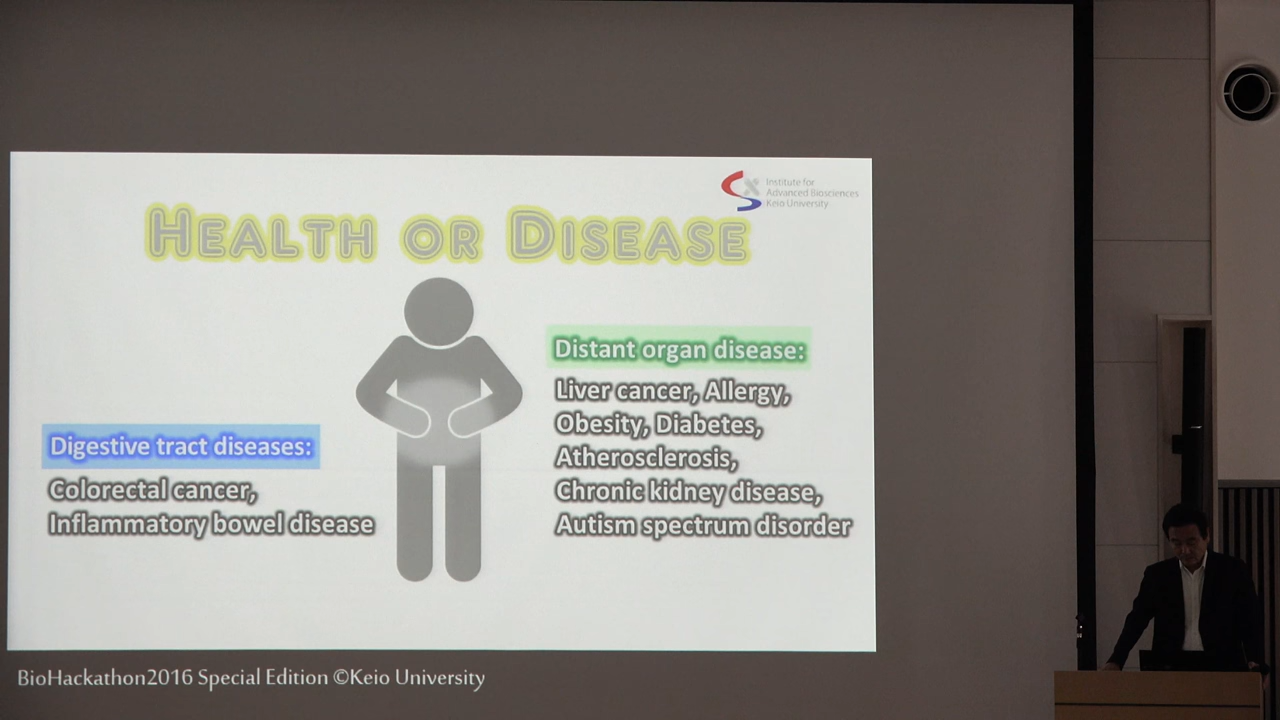 Institute for
Advanced Biosciences
Keio University
HEALTH OR DISEASE
Distant organ disease:
Liver cancer, Allergy,
Obesity, Diabetes,
Atherosclerosis,
Chronic kidney disease,
Autism spectrum disorder
Digestive tract diseases:
Colorectal cancer,
Inflammatory bowel disease
BioHackathon2016 Special Edition ©Keio University